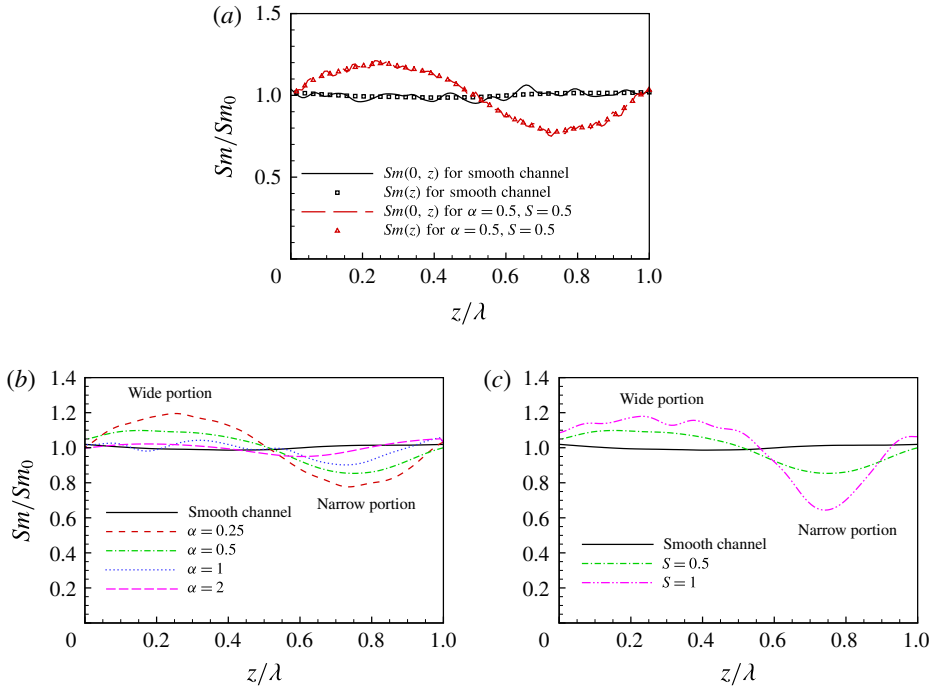 (a)
1.5
1.0
0.5
Sm/Sm0
Sm(0, z) for smooth channel
Sm(z) for smooth channel
Sm(0, z) for α = 0.5, S = 0.5
Sm(z) for α = 0.5, S = 0.5
0 0.2 0.4 0.6 0.8 1.0
z/λ
(b)
1.4
1.2
1.0
0.8
0.6
0.4
0.2
Sm/Sm0
Wide portion
Narrow portion
Smooth channel
α = 0.25
α = 0.5
α = 1
α = 2
0 0.2 0.4 0.6 0.8 1.0
z/λ
(c)
1.4
1.2
1.0
0.8
0.6
0.4
0.2
Wide portion
Narrow portion
Smooth channel
S = 0.5
S = 1
0 0.2 0.4 0.6 0.8 1.0
z/λ